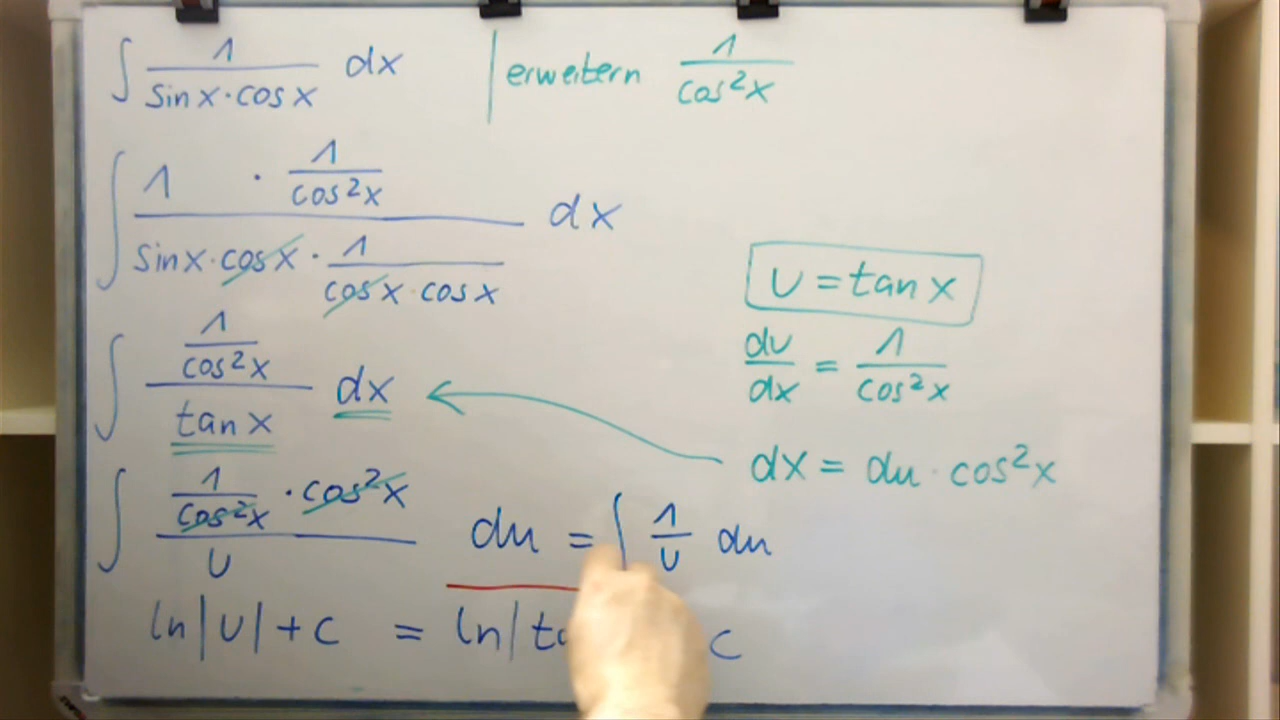 ∫ 1/(sin x · cos x) dx | erweitern 1/(cos²x)
∫ (1 · 1/(cos²x))/(sin x · cos x · 1/(cos x · cos x)) dx
u = tan x
∫ (1/(cos²x))/(tan x) dx
du/dx = 1/(cos²x)
dx = du · cos²x
∫ (1/(cos²x) · cos²x)/u du = ∫ 1/u du
ln|u| + c = ln| c